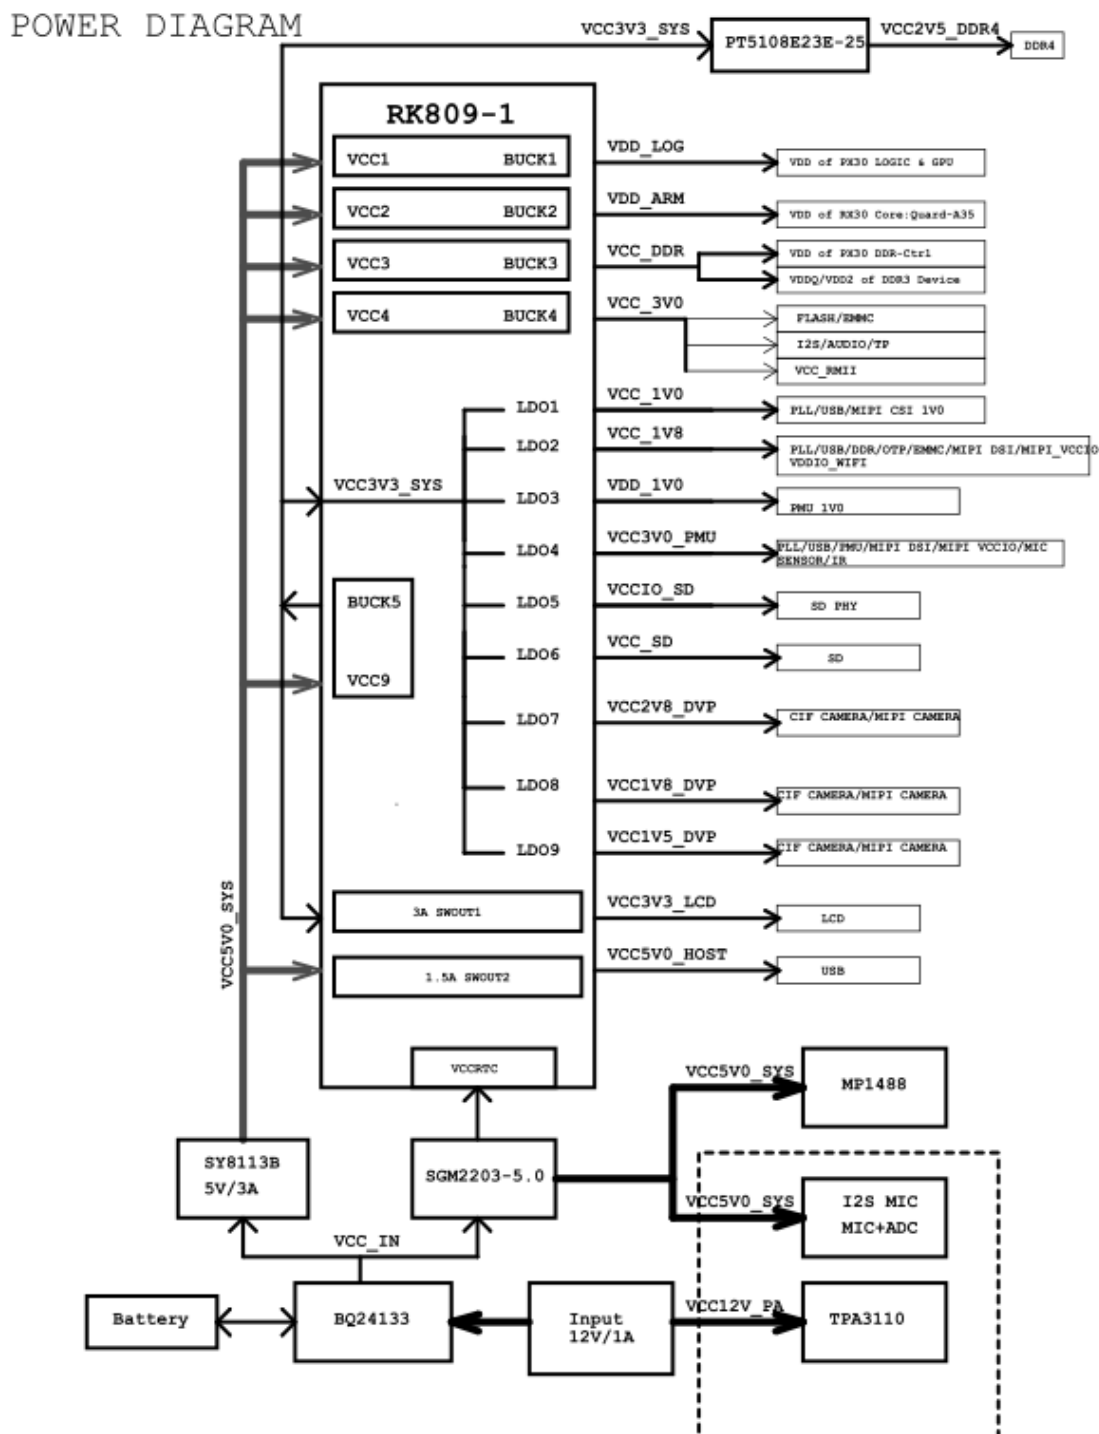 POWER DIAGRAM
VCC3V3_SYS
PT5108E23E-25
VCC2V5_DDR4
DDR4
RK809-1
VCC1 BUCK1
VDD_LOG
VDD of PX30 LOGIC & GPU
VCC2 BUCK2
VDD_ARM
VDD of RX30 Core:Quard-A35
VCC3 BUCK3
VCC_DDR
VDD of PX30 DDR-Ctrl
VDDQ/VDD2 of DDR3 Device
VCC4 BUCK4
VCC_3V0
FLASH/EMMC
I2S/AUDIO/TP
VCC_RMII
LDO1
VCC_1V0
PLL/USB/MIPI CSI 1V0
LDO2
VCC_1V8
PLL/USB/DDR/OTP/EMMC/MIPI DSI/MIPI_VCCIO
VDDIO_WIFI
VCC3V3_SYS
LDO3
VDD_1V0
PMU 1V0
LDO4
VCC3V0_PMU
PLL/USB/PMU/MIPI DSI/MIPI VCCIO/MIC
SENSOR/IR
BUCK5
LDO5
VCCIO_SD
SD PHY
LDO6
VCC_SD
SD
VCC9
LDO7
VCC2V8_DVP
CIF CAMERA/MIPI CAMERA
LDO8
VCC1V8_DVP
CIF CAMERA/MIPI CAMERA
LDO9
VCC1V5_DVP
CIF CAMERA/MIPI CAMERA
VCC5V0_SYS
3A SWOUT1
VCC3V3_LCD
LCD
1.5A SWOUT2
VCC5V0_HOST
USB
VCCRTC
VCC5V0_SYS
MP1488
SY8113B
5V/3A
SGM2203-5.0
VCC5V0_SYS
I2S MIC
MIC+ADC
VCC_IN
Battery
BQ24133
Input
12V/1A
VCC12V_PA
TPA3110